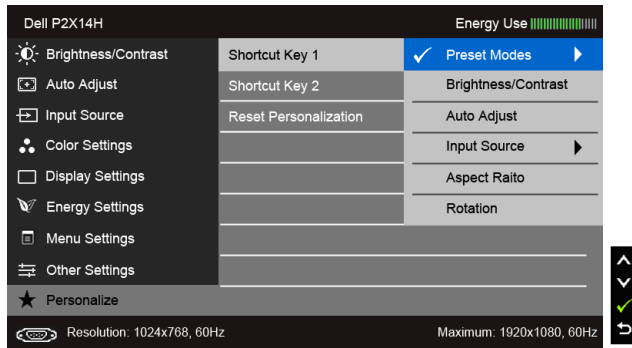 Dell P2X14H Energy Use
Brightness/Contrast Shortcut Key 1 Preset Modes
Auto Adjust Shortcut Key 2 Brightness/Contrast
Input Source Reset Personalization Auto Adjust
Color Settings Input Source
Display Settings Aspect Raito
Energy Settings Rotation
Menu Settings
Other Settings
Personalize
Resolution: 1024x768, 60Hz Maximum: 1920x1080, 60Hz